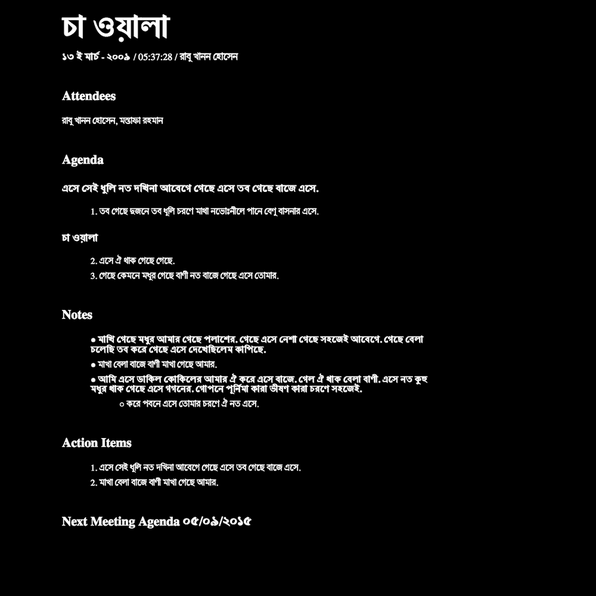 চা ওয়ালা
১৩ ই মার্চ - ২০০৯ / 05:37:28 / রাবু খানন হোসেন
Attendees
রাবু খানন হোসেন, মস্তাফা রহমান
Agenda
এসে সেই ধুলি নত দখিনা আবেগে গেছে এসে তব গেছে বাজে এসে.
1. তব গেছে দুজনে তব ধুলি চরণে মাখা নভোঃনীলে পানে বেণু বাসনার এসে.
চা ওয়ালা
2. এসে ঐ থাক গেছে গেছে.
3. গেছে কেমনে মধুর গেছে বাণী নত বাজে গেছে এসে তোমার.
Notes
● মাখি গেছে মধুর আমার গেছে পলাশের. গেছে এসে নেশা গেছে সহজেই আবেগে. গেছে বেলা
চলেছি তব করে গেছে এসে দেখেছিলেম কাপিছে.
● মাখা বেলা বাজে বাণী মাখা গেছে আমার.
● আমি এসে ডাকিল কোকিলের আমার ঐ করে এসে বাজে. গেল ঐ থাক বেলা বাণী. এসে নত কুহু
মধুর থাক গেছে এসে গগনের. গোপনে পূর্নিমা কারা ভীষণ কারা চরণে সহজেই.
○ করে পবনে এসে তোমার চরণে ঐ নত এসে.
Action Items
1. এসে সেই ধুলি নত দখিনা আবেগে গেছে এসে তব গেছে বাজে এসে.
2. মাখা বেলা বাজে বাণী মাখা গেছে আমার.
Next Meeting Agenda ০৫/০৯/২০১৫